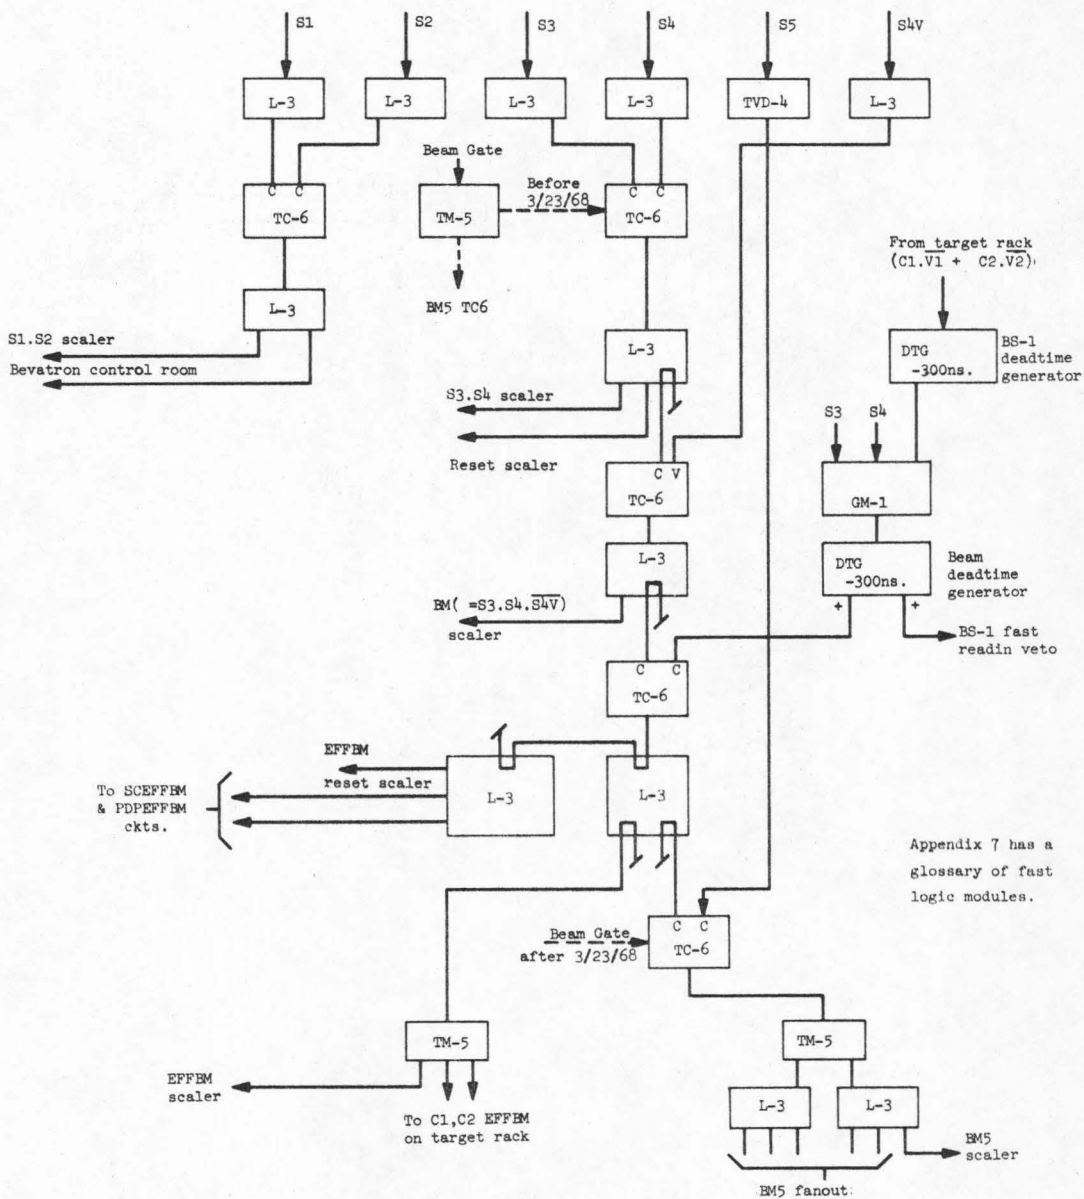 S1
S2
S3
S4
S5
S4V
L-3
L-3
L-3
L-3
TVD-4
L-3
Beam Gate
C C
TC-6
TM-5
Before
3/23/68
C C
TC-6
From target rack
(C1.V̅1̅ + C2.V̅2̅)
BM5 TC6
L-3
S1.S2 scaler
Bevatron control room
L-3
DTG
-300ns.
BS-1
deadtime
generator
S3.S4 scaler
Reset scaler
S3
S4
C V
TC-6
GM-1
L-3
DTG
-300ns.
Beam
deadtime
generator
BM( =S3.S4.S̅4̅V̅)
scaler
+ +
BS-1 fast
readin veto
C C
TC-6
EFFBM
reset scaler
To SCEFFBM
& PDPEFFBM
ckts.
L-3
L-3
Appendix 7 has a
glossary of fast
logic modules.
Beam Gate
after 3/23/68
C C
TC-6
TM-5
TM-5
EFFBM
scaler
To C1,C2 EFFBM
on target rack
L-3
L-3
BM5
scaler
BM5 fanout